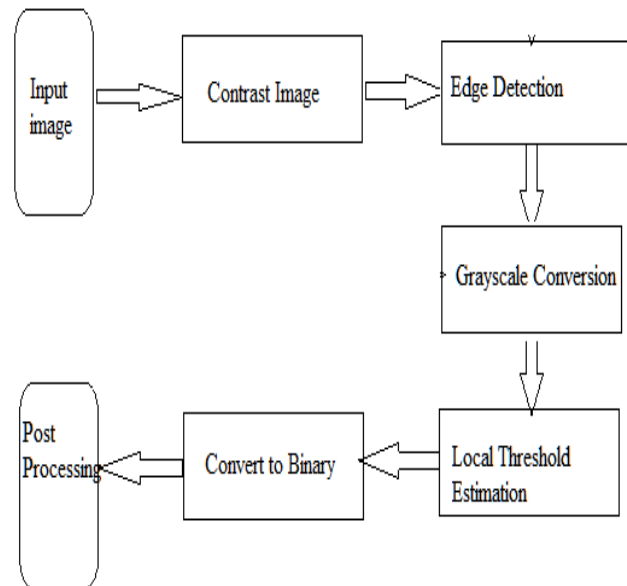 Input
image
Contrast Image
Edge Detection
Grayscale Conversion
Local Threshold
Estimation
Convert to Binary
Post
Processing